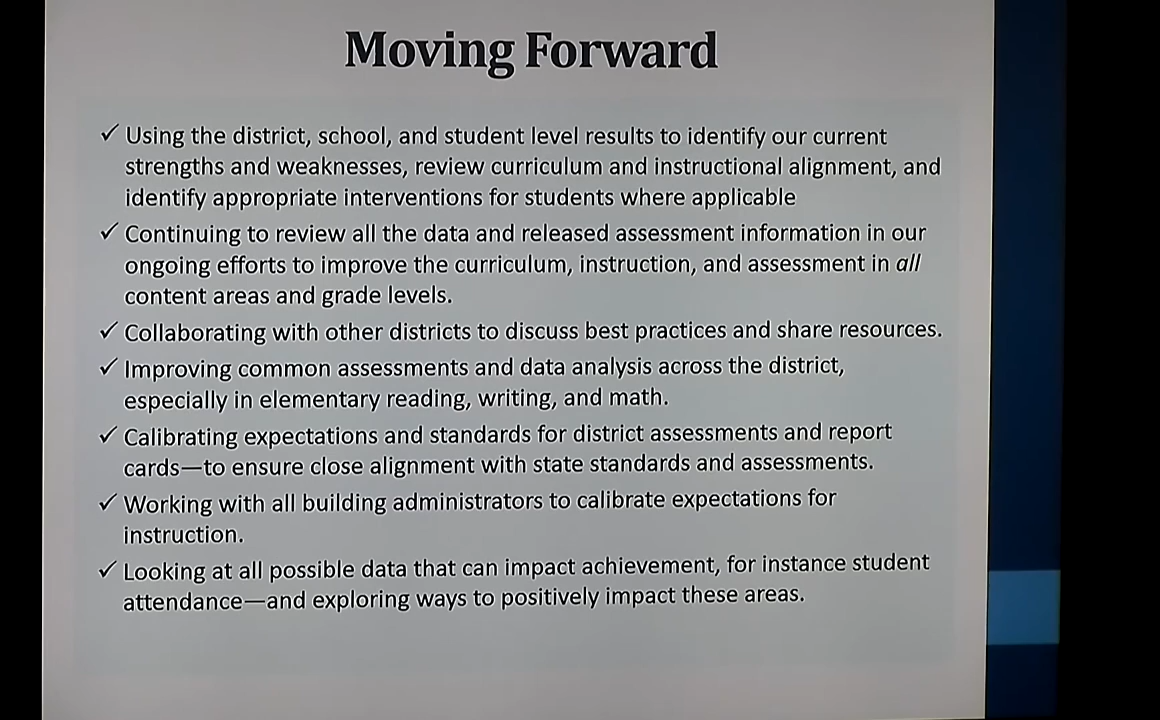 Moving Forward
✓ Using the district, school, and student level results to identify our current
strengths and weaknesses, review curriculum and instructional alignment, and
identify appropriate interventions for students where applicable
✓ Continuing to review all the data and released assessment information in our
ongoing efforts to improve the curriculum, instruction, and assessment in all
content areas and grade levels.
✓ Collaborating with other districts to discuss best practices and share resources.
✓ Improving common assessments and data analysis across the district,
especially in elementary reading, writing, and math.
✓ Calibrating expectations and standards for district assessments and report
cards—to ensure close alignment with state standards and assessments.
✓ Working with all building administrators to calibrate expectations for
instruction.
✓ Looking at all possible data that can impact achievement, for instance student
attendance—and exploring ways to positively impact these areas.